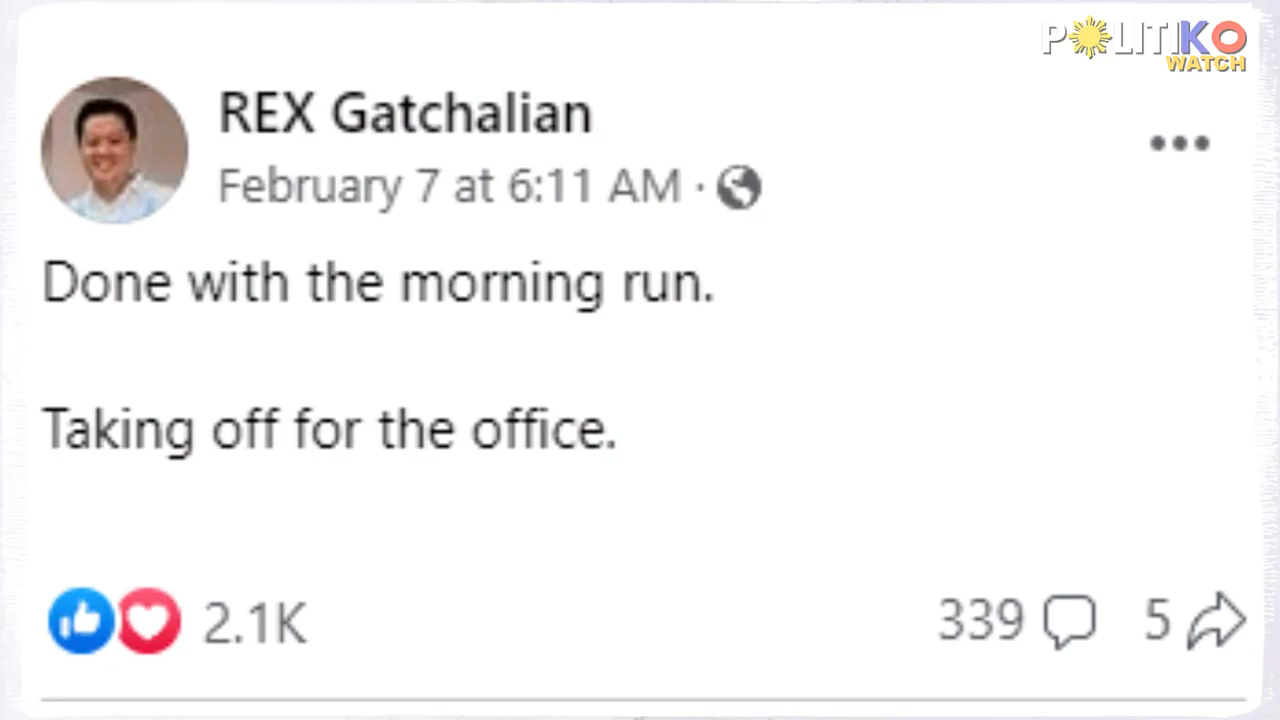 POLITIKO
WATCH
REX Gatchalian
February 7 at 6:11 AM ·
Done with the morning run.
Taking off for the office.
2.1K 339 5